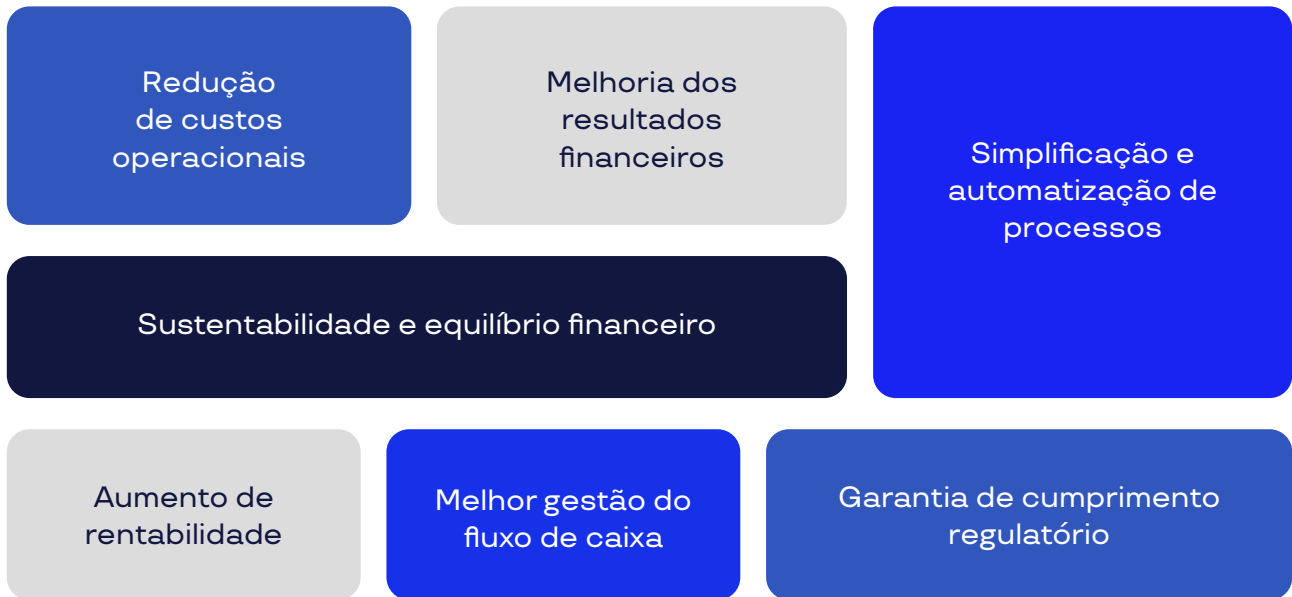 Redução
de custos
operacionais
Melhoria dos
resultados
financeiros
Simplificação e
automatização de
processos
Sustentabilidade e equilíbrio financeiro
Aumento de
rentabilidade
Melhor gestão do
fluxo de caixa
Garantia de cumprimento
regulatório